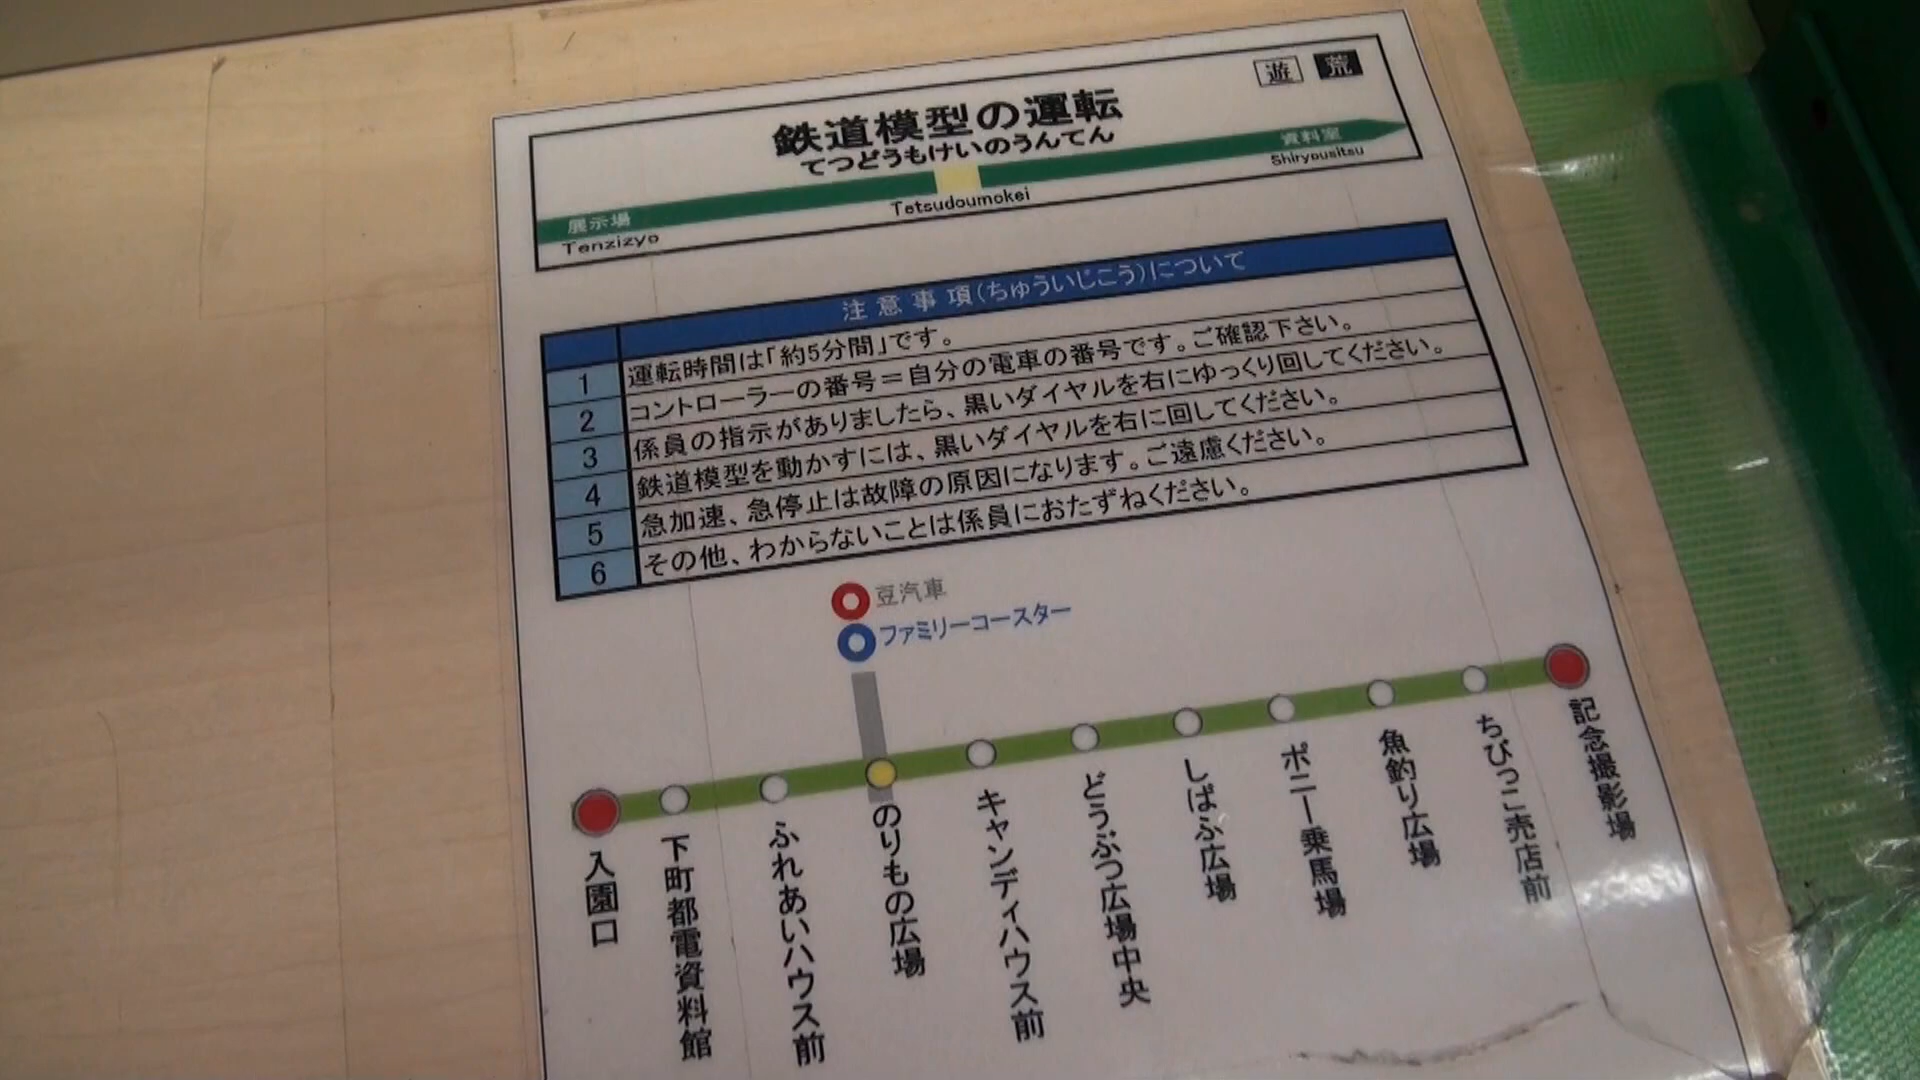 遊 荒
鉄道模型の運転
てつどうもけいのうんてん
資料室
Shiryousitsu
Tetsudoumokei
展示場
Tenzizyo
注意事項(ちゅういじこう)について
1 運転時間は「約5分間」です。
2 コントローラーの番号＝自分の電車の番号です。ご確認下さい。
3 係員の指示がありましたら、黒いダイヤルを右にゆっくり回してください。
4 鉄道模型を動かすには、黒いダイヤルを右に回してください。
5 急加速、急停止は故障の原因になります。ご遠慮ください。
6 その他、わからないことは係員におたずねください。
豆汽車
ファミリーコースター
入園口
下町都電資料館
ふれあいハウス前
のりもの広場
キャンディハウス前
どうぶつ広場中央
しばふ広場
ポニー乗馬場
魚釣り広場
ちびっこ売店前
記念撮影場